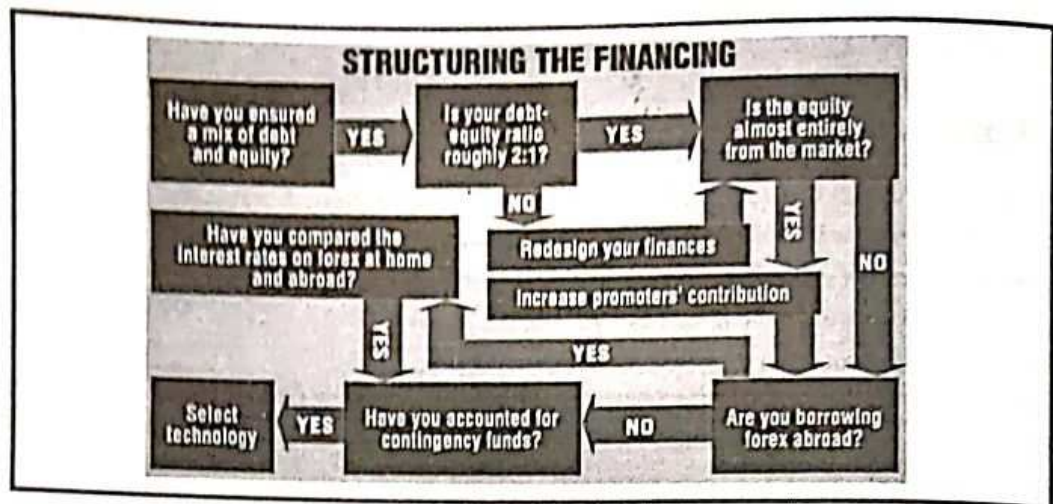 STRUCTURING THE FINANCING
Have you ensured
a mix of debt
and equity?
YES
Is your debt-
equity ratio
roughly 2:1?
YES
Is the equity
almost entirely
from the market?
NO
YES
NO
Have you compared the
interest rates on forex at home
and abroad?
Redesign your finances
Increase promoters' contribution
YES
YES
Select
technology
YES
Have you accounted for
contingency funds?
NO
Are you borrowing
forex abroad?